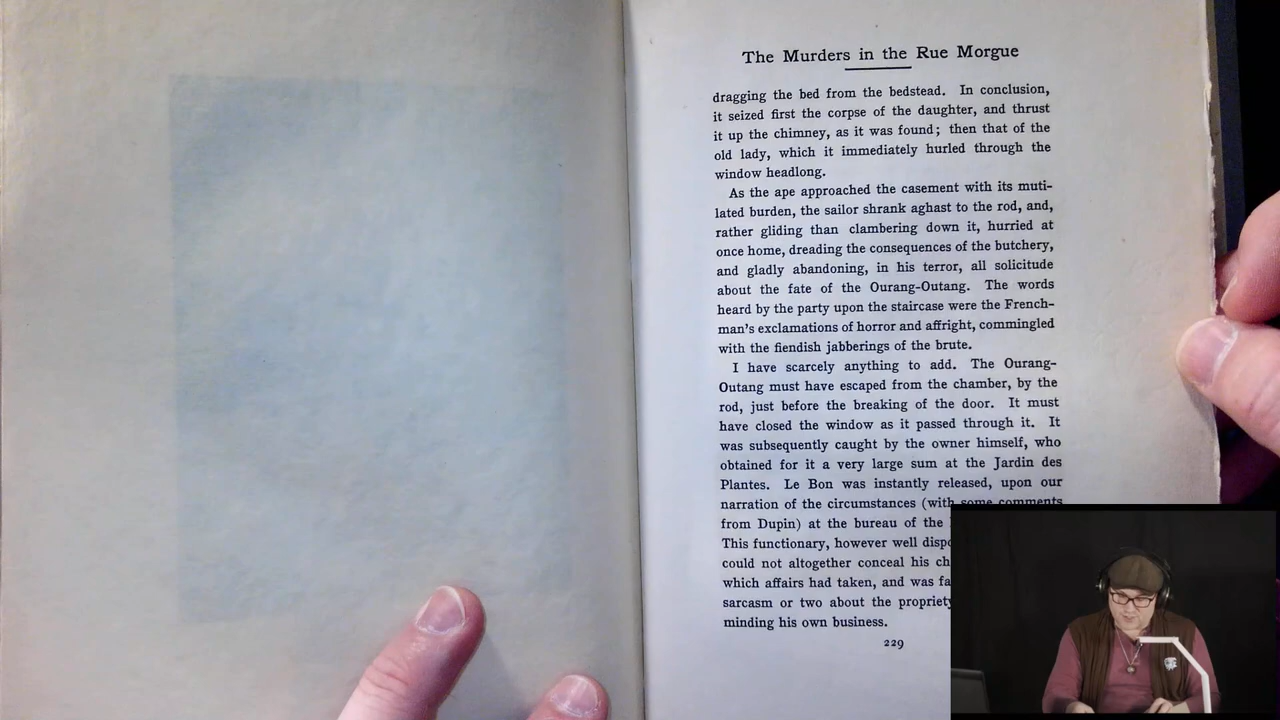 The Murders in the Rue Morgue
dragging the bed from the bedstead. In conclusion,
it seized first the corpse of the daughter, and thrust
it up the chimney, as it was found; then that of the
old lady, which it immediately hurled through the
window headlong.
As the ape approached the casement with its muti-
lated burden, the sailor shrank aghast to the rod, and,
rather gliding than clambering down it, hurried at
once home, dreading the consequences of the butchery,
and gladly abandoning, in his terror, all solicitude
about the fate of the Ourang-Outang. The words
heard by the party upon the staircase were the French-
man's exclamations of horror and affright, commingled
with the fiendish jabberings of the brute.
I have scarcely anything to add. The Ourang-
Outang must have escaped from the chamber, by the
rod, just before the breaking of the door. It must
have closed the window as it passed through it. It
was subsequently caught by the owner himself, who
obtained for it a very large sum at the Jardin des
Plantes. Le Bon was instantly released, upon our
narration of the circumstances (with some comments
from Dupin) at the bureau of the
This functionary, however well
could not altogether conceal his
which affairs had taken, and was
sarcasm or two about the propriety
minding his own business.
229